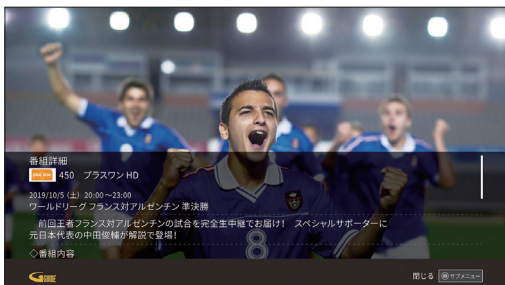 番組詳細
plus one 450 プラスワン HD
2019/10/5 (土) 20:00～23:00
ワールドリーグ フランス対アルゼンチン 準決勝
前回王者フランス対アルゼンチンの試合を完全生中継でお届け! スペシャルサポーターに
元日本代表の中田俊輔が解説で登場!
◇番組内容
8
G GUIDE 閉じる サブメニュー